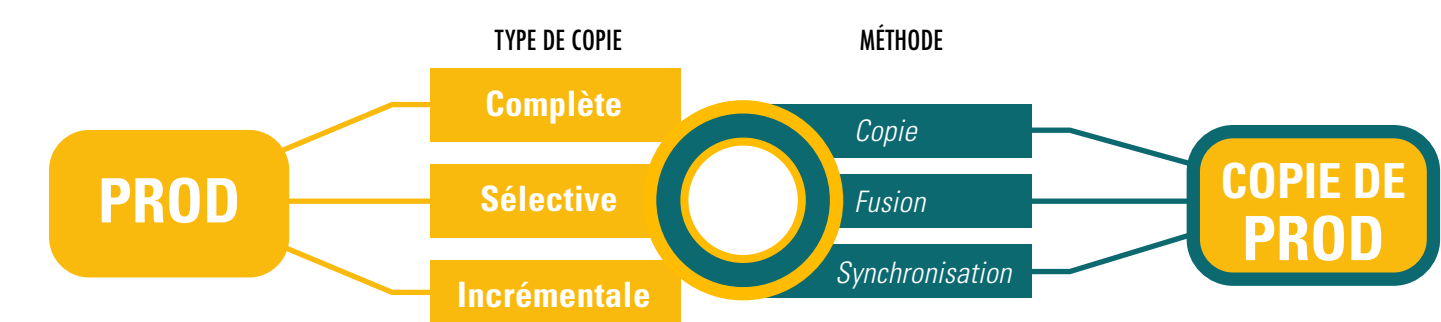 TYPE DE COPIE
MÉTHODE
PROD
Complète
Sélective
Incrémentale
Copie
Fusion
Synchronisation
COPIE DE
PROD